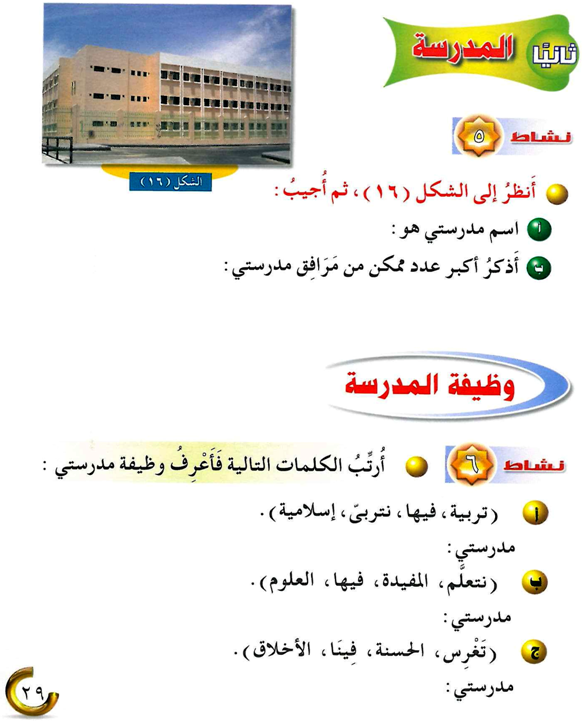 ثانيًا المدرسة
الشكل (١٦)
نشاط ٥
أَنظرُ إلى الشكل (١٦)، ثم أُجيبُ:
أ اسم مدرستي هو:
ب أَذكرُ أكبر عدد ممكن من مَرَافِق مدرستي:
وظيفة المدرسة
نشاط ٦
أُرتِّبُ الكلمات التالية فَأَعْرِفُ وظيفة مدرستي:
أ (تربية، فيها، نتربىّ، إسلامية).
مدرستي:
ب (نتعلَّم، المفيدة، فيها، العلوم).
مدرستي:
ج (تَغْرِس، الحسنة، فِينَا، الأخلاق).
مدرستي:
٢٩